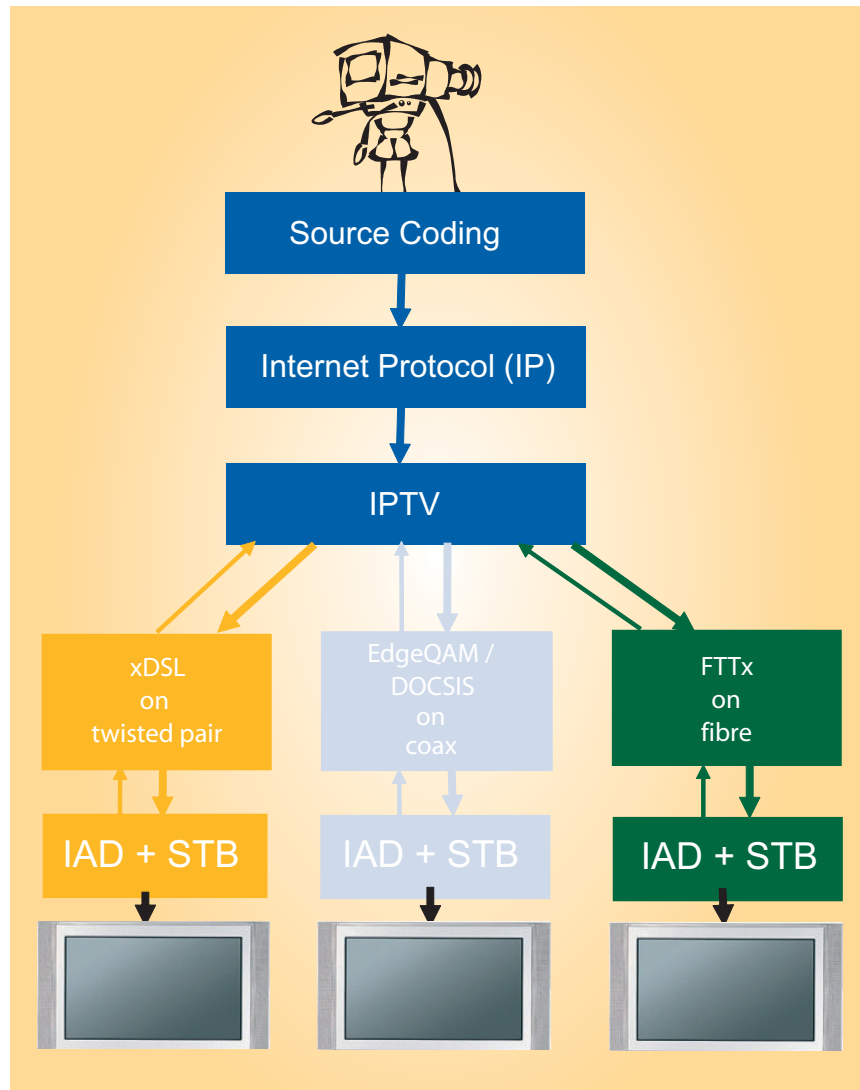 Source Coding
Internet Protocol (IP)
IPTV
xDSL
on
twisted pair
EdgeQAM /
DOCSIS
on
coax
FTTx
on
fibre
IAD + STB
IAD + STB
IAD + STB